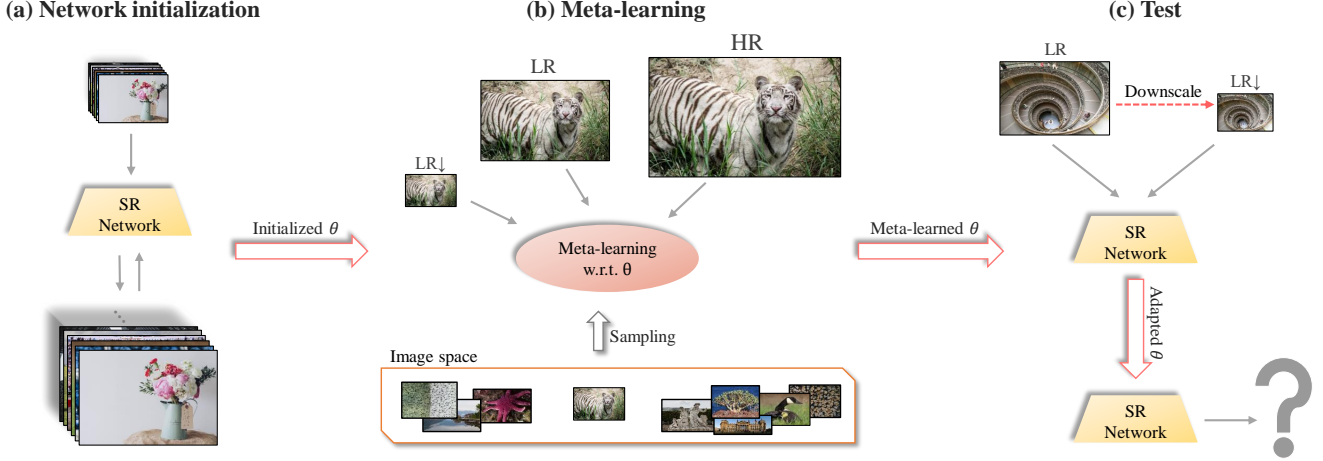 (a) Network initialization
(b) Meta-learning
(c) Test
SR
Network
Initialized θ
LR↓
LR
HR
Meta-learning
w.r.t. θ
Sampling
Image space
Meta-learned θ
LR
Downscale
LR↓
SR
Network
Adapted θ
SR
Network
?